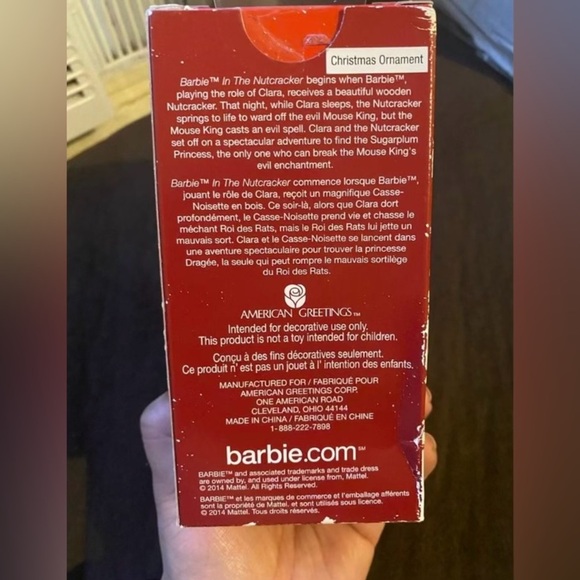 Christmas Ornament
Barbie™ In The Nutcracker begins when Barbie™,
playing the role of Clara, receives a beautiful wooden
Nutcracker. That night, while Clara sleeps, the Nutcracker
springs to life to ward off the evil Mouse King, but the
Mouse King casts an evil spell. Clara and the Nutcracker
set off on a spectacular adventure to find the Sugarplum
Princess, the only one who can break the Mouse King's
evil enchantment.
Barbie™ In The Nutcracker commence lorsque Barbie™,
jouant le rôle de Clara, reçoit un magnifique Casse-
Noisette en bois. Ce soir-là, alors que Clara dort
profondément, le Casse-Noisette prend vie et chasse le
méchant Roi des Rats, mais le Roi des Rats lui jette un
mauvais sort. Clara et le Casse-Noisette se lancent dans
une aventure spectaculaire pour trouver la princesse
Dragée, la seule qui peut rompre le mauvais sortilège
du Roi des Rats.
AMERICAN GREETINGS™
Intended for decorative use only.
This product is not a toy intended for children.
Conçu à des fins décoratives seulement.
Ce produit n' est pas un jouet à l' intention des enfants.
MANUFACTURED FOR / FABRIQUÉ POUR
AMERICAN GREETINGS CORP.
ONE AMERICAN ROAD
CLEVELAND, OHIO 44144
MADE IN CHINA / FABRIQUÉ EN CHINE
1-888-222-7898
barbie.com℠
BARBIE™ and associated trademarks and trade dress
are owned by, and used under license from, Mattel.
© 2014 Mattel. All Rights Reserved.
BARBIE™ et les marques de commerce et l'emballage afférents
sont la propriété de Mattel, et sont utilisés sous licence.
© 2014 Mattel. Tous droits réservés.